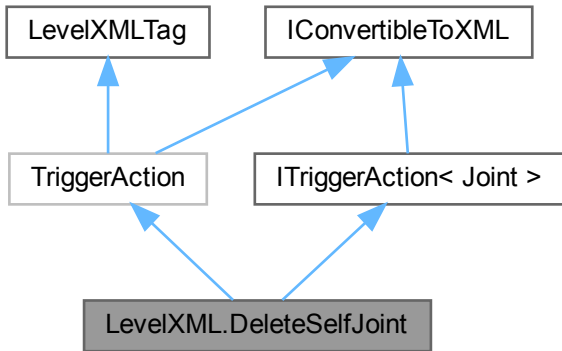 LevelXMLTag
IConvertibleToXML
TriggerAction
ITriggerAction< Joint >
LevelXML.DeleteSelfJoint